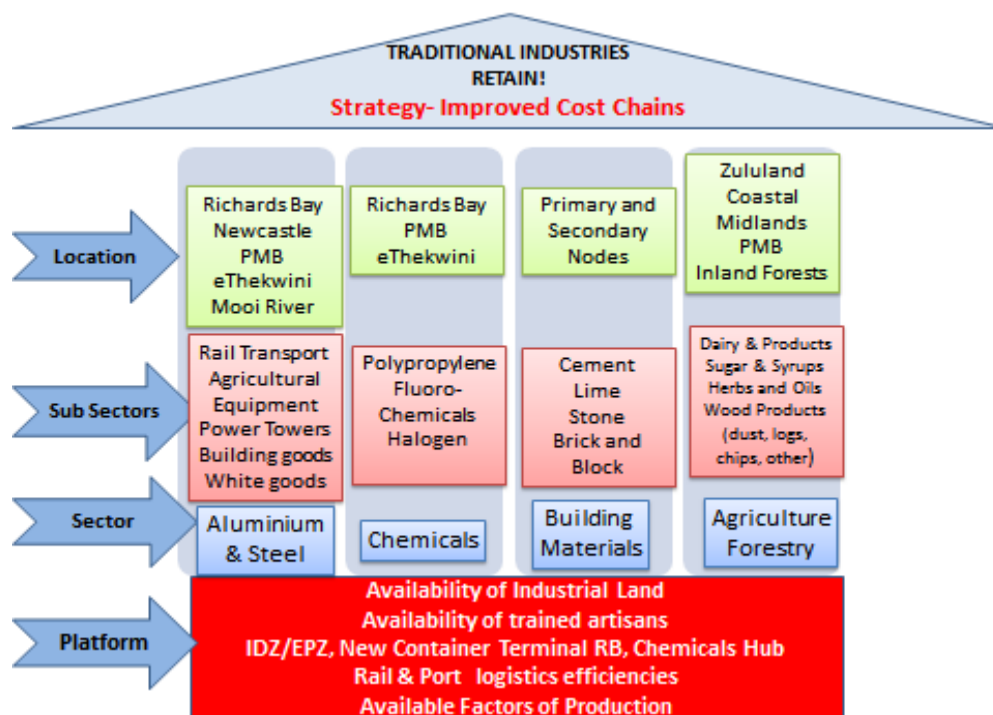 TRADITIONAL INDUSTRIES
RETAIN!
Strategy- Improved Cost Chains
Location
Richards Bay
Newcastle
PMB
eThekwini
Mooi River
Richards Bay
PMB
eThekwini
Primary and
Secondary
Nodes
Zululand
Coastal
Midlands
PMB
Inland Forests
Sub Sectors
Rail Transport
Agricultural
Equipment
Power Towers
Building goods
White goods
Polypropylene
Fluoro-
Chemicals
Halogen
Cement
Lime
Stone
Brick and
Block
Dairy & Products
Sugar & Syrups
Herbs and Oils
Wood Products
(dust, logs,
chips, other)
Sector
Aluminium
& Steel
Chemicals
Building
Materials
Agriculture
Forestry
Platform
Availability of Industrial Land
Availability of trained artisans
IDZ/EPZ, New Container Terminal RB, Chemicals Hub
Rail & Port logistics efficiencies
Available Factors of Production